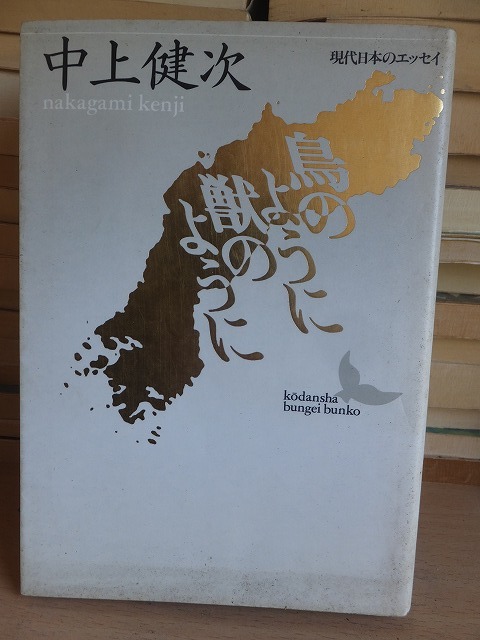 中上健次
nakagami kenji
現代日本のエッセイ
鳥のように
獣のように
kōdansha
bungei bunko